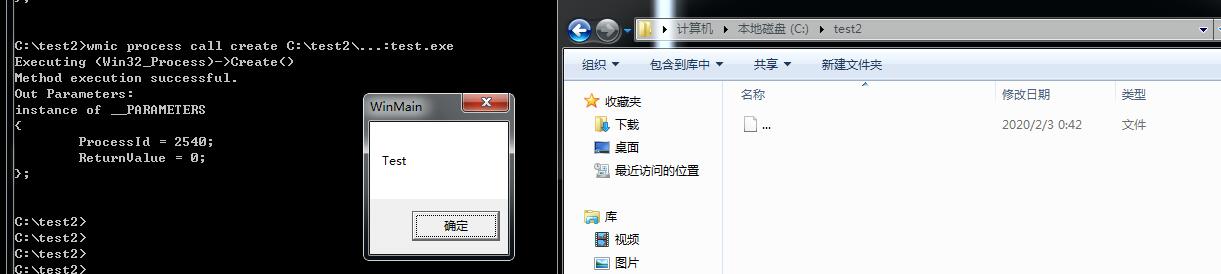 };
C:\test2>wmic process call create C:\test2\...:test.exe
Executing (Win32_Process)->Create()
Method execution successful.
Out Parameters:
instance of __PARAMETERS
{
        ProcessId = 2540;
        ReturnValue = 0;
};
C:\test2>
C:\test2>
C:\test2>
C:\test2>
WinMain
Test
确定
计算机 本地磁盘 (C:) test2
组织 包含到库中 共享 新建文件夹
收藏夹
下载
桌面
最近访问的位置
库
视频
图片
名称 修改日期 类型
... 2020/2/3 0:42 文件